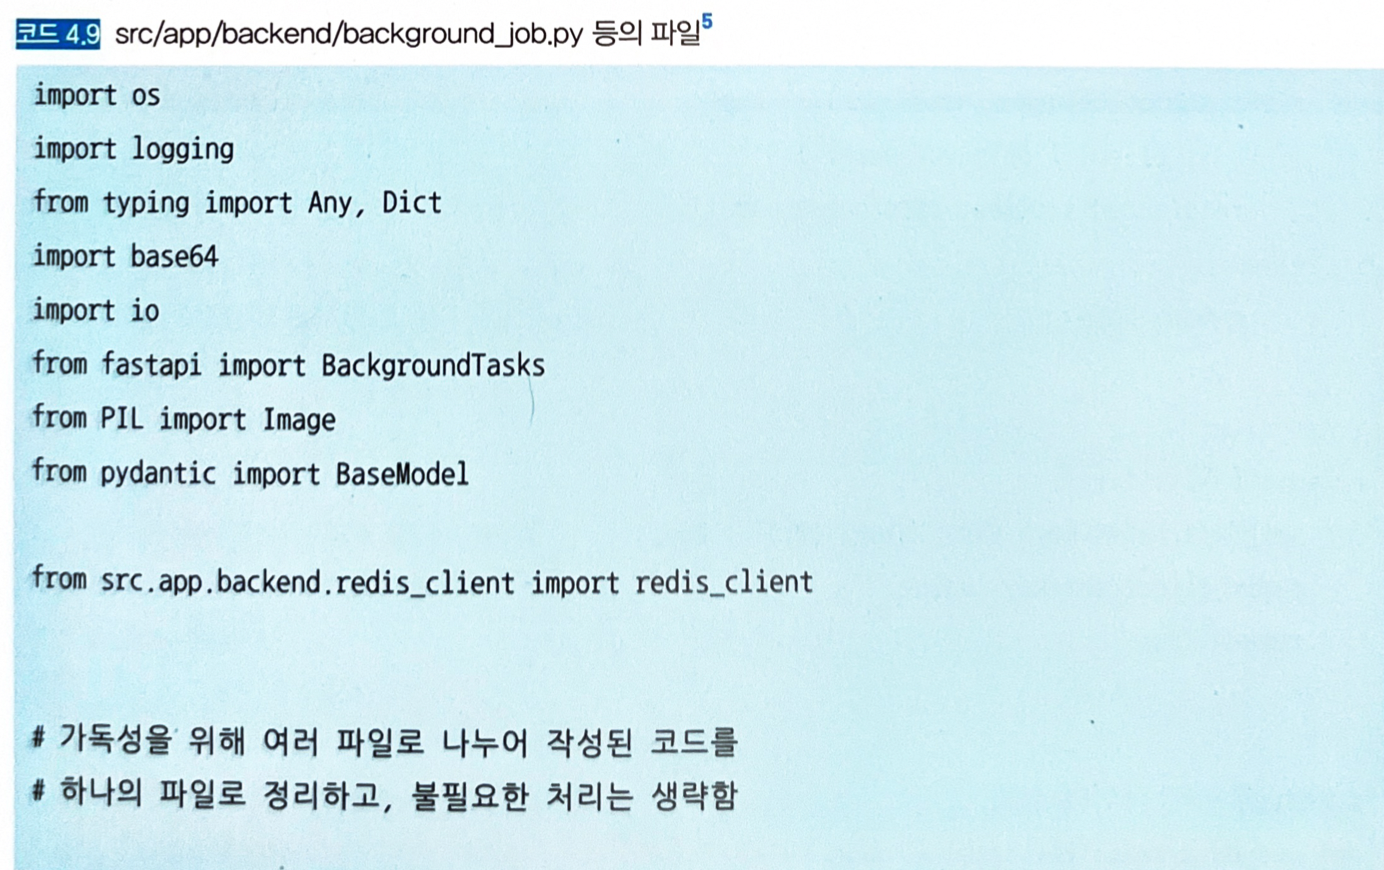 코드 4.9 src/app/backend/background_job.py 등의 파일5
import os
import logging
from typing import Any, Dict
import base64
import io
from fastapi import BackgroundTasks
from PIL import Image
from pydantic import BaseModel
from src.app.backend.redis_client import redis_client
# 가독성을 위해 여러 파일로 나누어 작성된 코드를
# 하나의 파일로 정리하고, 불필요한 처리는 생략함